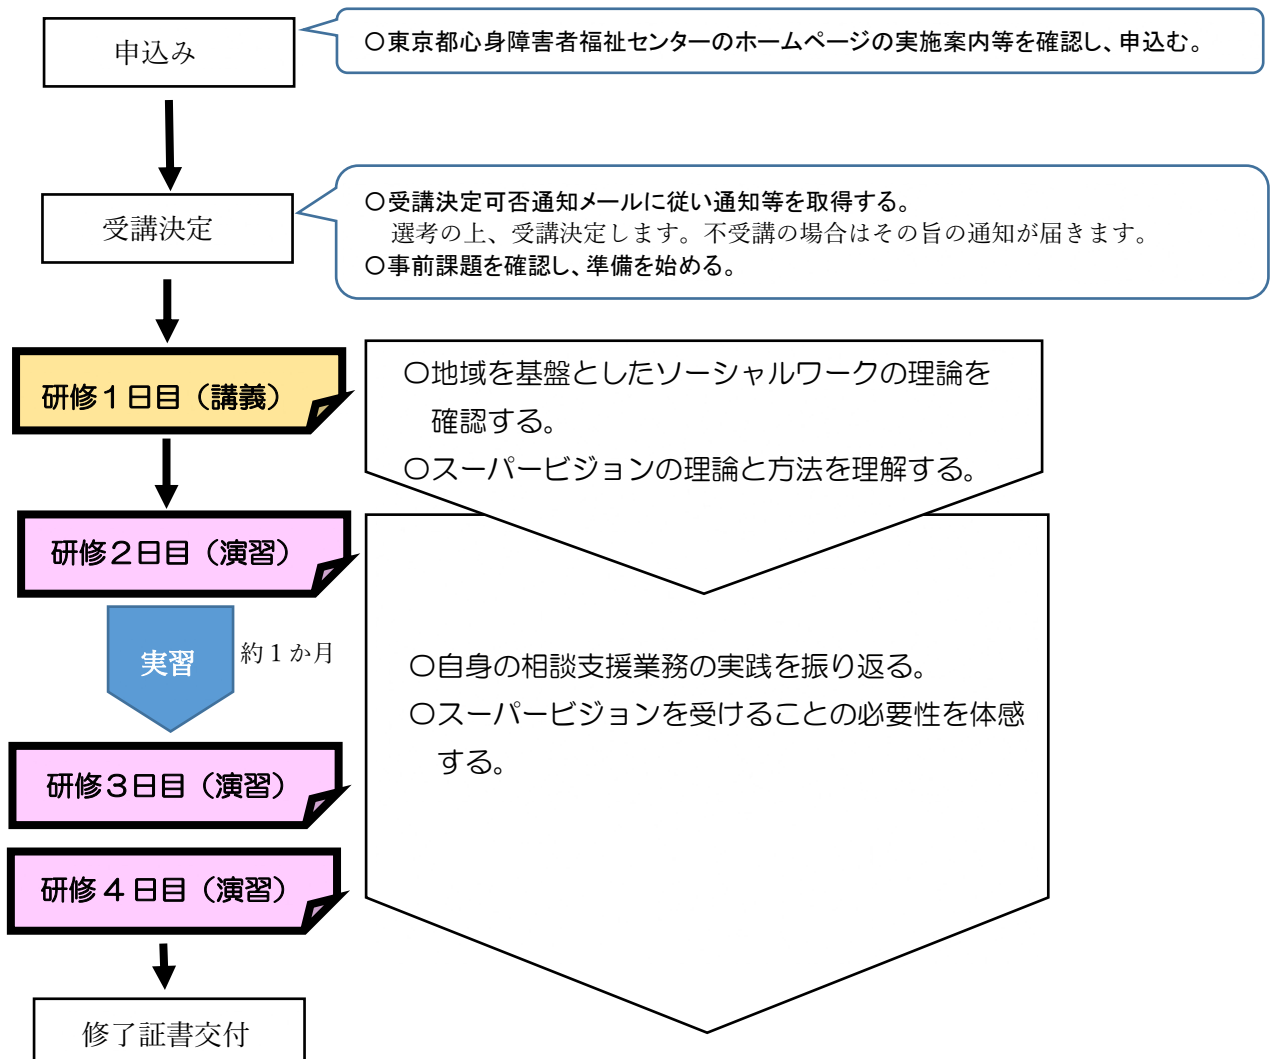 申込み
〇東京都心身障害者福祉センターのホームページの実施案内等を確認し、申込む。
受講決定
〇受講決定可否通知メールに従い通知等を取得する。
選考の上、受講決定します。不受講の場合はその旨の通知が届きます。
〇事前課題を確認し、準備を始める。
研修１日目（講義）
〇地域を基盤としたソーシャルワークの理論を
確認する。
〇スーパービジョンの理論と方法を理解する。
研修２日目（演習）
実習
約１か月
〇自身の相談支援業務の実践を振り返る。
〇スーパービジョンを受けることの必要性を体感
する。
研修３日目（演習）
研修４日目（演習）
修了証書交付